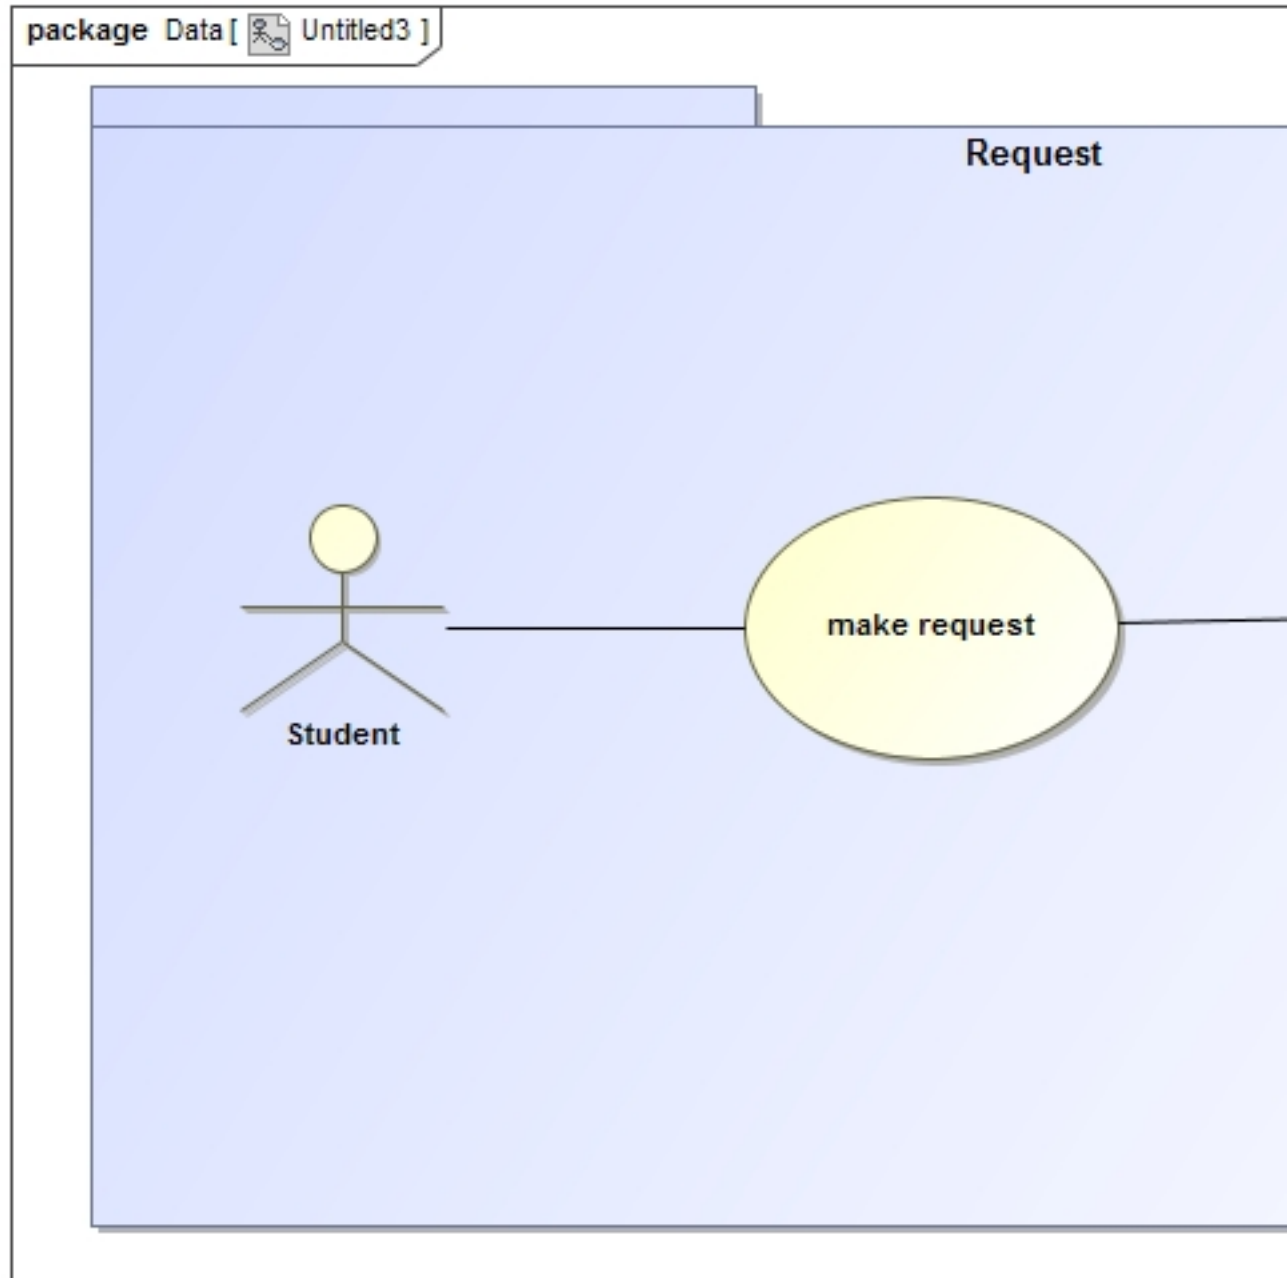 package Data [ Untitled3 ]
Request
make request
Student